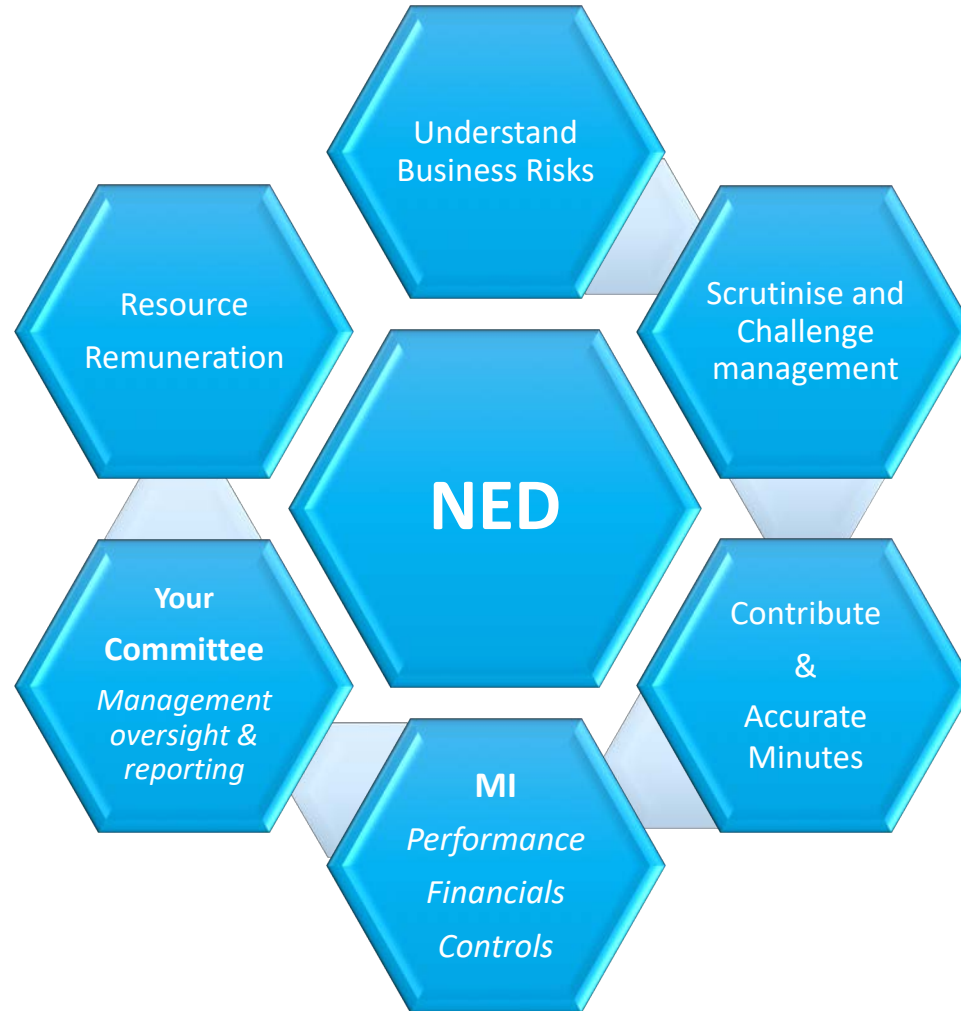 Understand
Business Risks
Resource
Remuneration
Scrutinise and
Challenge
management
NED
Your
Committee
Management
oversight &
reporting
Contribute
&
Accurate
Minutes
MI
Performance
Financials
Controls